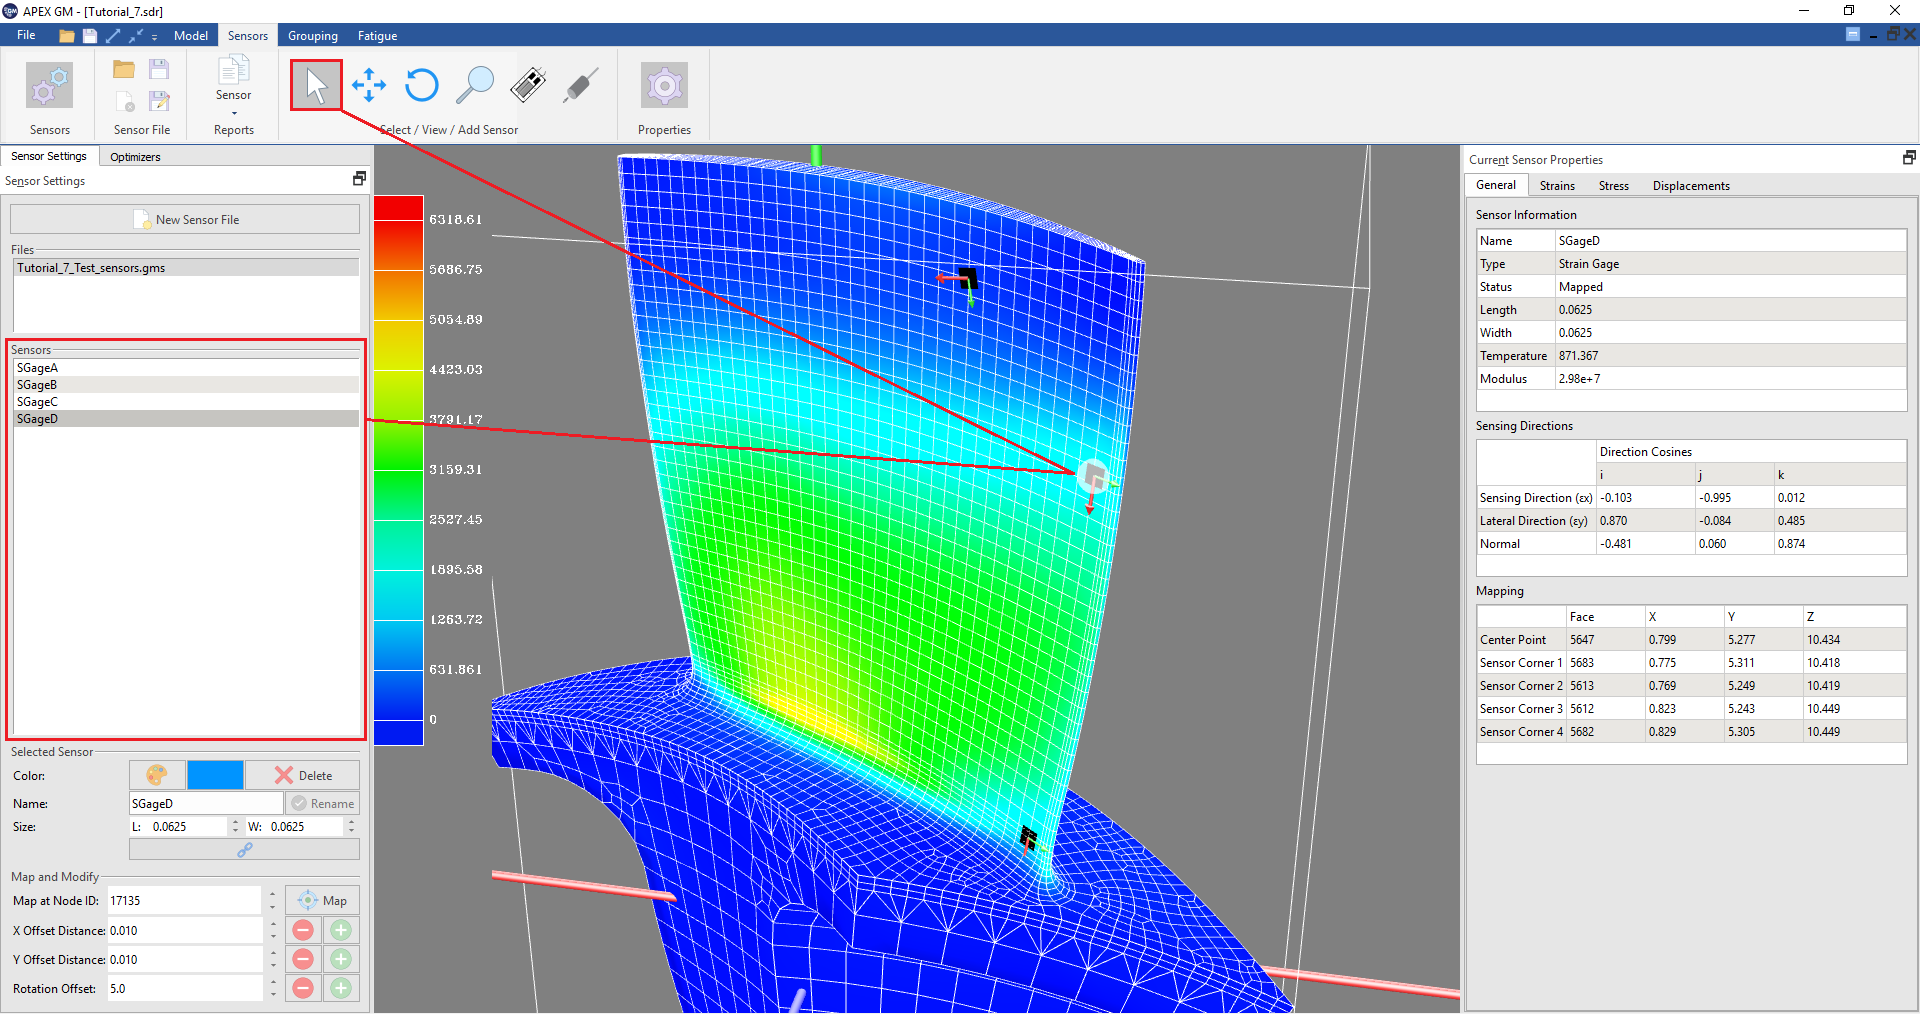 APEX GM - [Tutorial_7.sdr]
File
Model
Sensors
Grouping
Fatigue
Sensors
Sensor File
Sensor
Reports
Select / View / Add Sensor
Properties
Sensor Settings
Optimizers
Sensor Settings
New Sensor File
Files
Tutorial_7_Test_sensors.gms
Sensors
SGageA
SGageB
SGageC
SGageD
Selected Sensor
Color:
Delete
Name:
SGageD
Rename
Size:
L: 0.0625
W: 0.0625
Map and Modify
Map at Node ID: 17135
Map
X Offset Distance: 0.010
Y Offset Distance: 0.010
Rotation Offset: 5.0
6318.61
5686.75
5054.89
4423.03
3791.17
3159.31
2527.45
1895.58
1263.72
631.861
0
Current Sensor Properties
General
Strains
Stress
Displacements
Sensor Information
Name SGageD
Type Strain Gage
Status Mapped
Length 0.0625
Width 0.0625
Temperature 871.367
Modulus 2.98e+7
Sensing Directions
Direction Cosines
i j k
Sensing Direction (εx) -0.103 -0.995 0.012
Lateral Direction (εy) 0.870 -0.084 0.485
Normal -0.481 0.060 0.874
Mapping
Face X Y Z
Center Point 5647 0.799 5.277 10.434
Sensor Corner 1 5683 0.775 5.311 10.418
Sensor Corner 2 5613 0.769 5.249 10.419
Sensor Corner 3 5612 0.823 5.243 10.449
Sensor Corner 4 5682 0.829 5.305 10.449